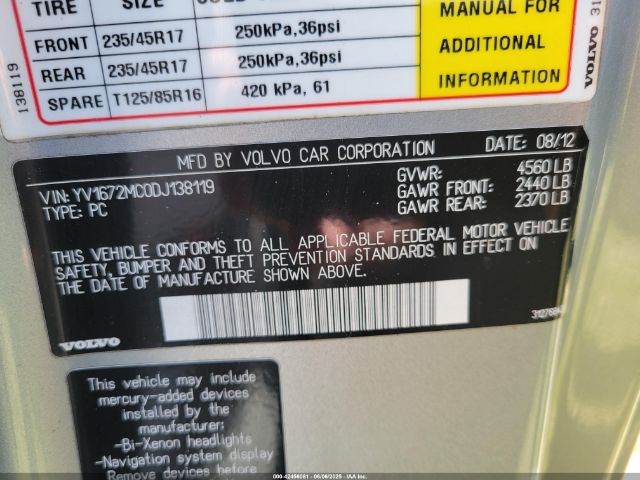 TIRE SIZE
FRONT 235/45R17 250kPa,36psi
REAR 235/45R17 250kPa,36psi
SPARE T125/85R16 420 kPa, 61
MANUAL FOR
ADDITIONAL
INFORMATION
138119
VOLVO
MFD BY VOLVO CAR CORPORATION DATE: 08/12
VIN: YV1672MC0DJ138119
TYPE: PC
GVWR: 4560 LB
GAWR FRONT: 2440 LB
GAWR REAR: 2370 LB
THIS VEHICLE CONFORMS TO ALL APPLICABLE FEDERAL MOTOR VEHICLE
SAFETY, BUMPER AND THEFT PREVENTION STANDARDS IN EFFECT ON
THE DATE OF MANUFACTURE SHOWN ABOVE.
VOLVO
This vehicle may include
mercury-added devices
installed by the
manufacturer:
-Bi-Xenon headlights
-Navigation system display
Remove devices before
000-42456081 - 06/06/2025 - IAAI.COM